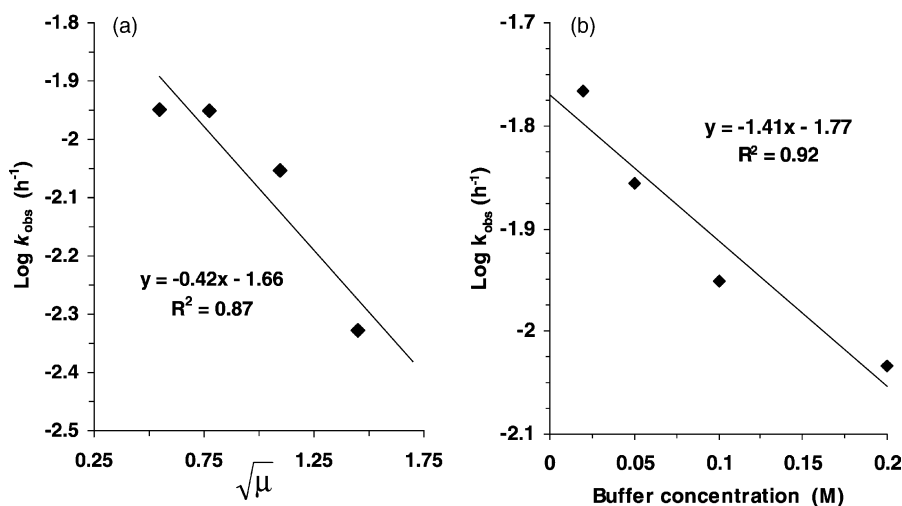 (a)
-1.8
-1.9
-2
-2.1
-2.2
-2.3
-2.4
-2.5
Log kobs (h-1)
y = -0.42x - 1.66
R2 = 0.87
0.25
0.75
1.25
1.75
√μ
(b)
-1.7
-1.8
-1.9
-2
-2.1
Log kobs (h-1)
y = -1.41x - 1.77
R2 = 0.92
0
0.05
0.1
0.15
0.2
Buffer concentration (M)